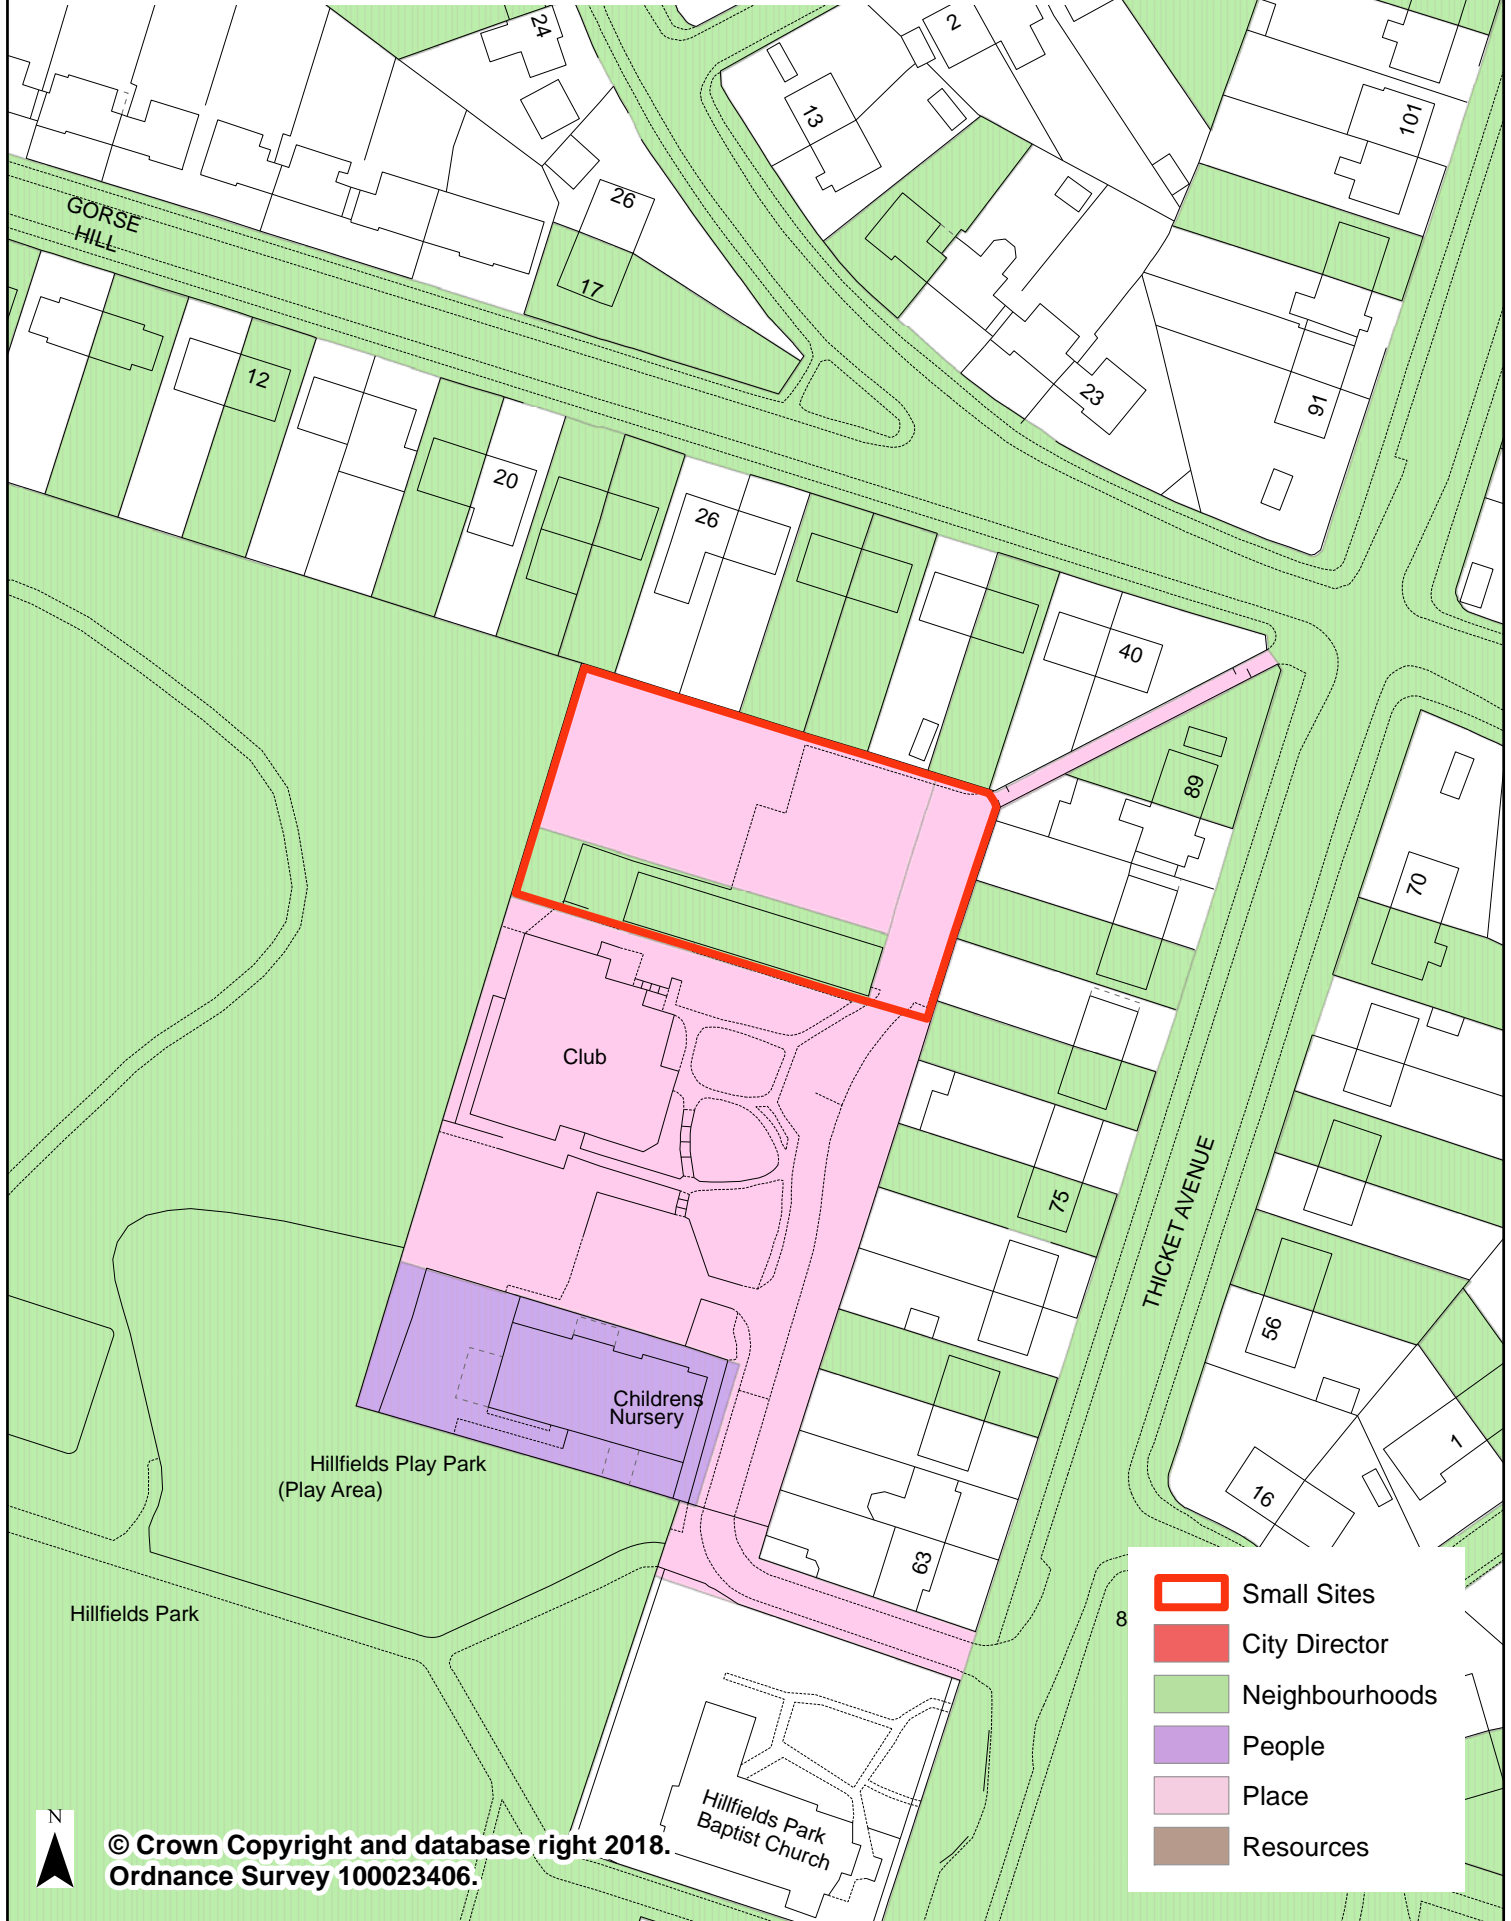 24
2
13
101
26
GORSE
HILL
17
12
23
91
20
26
40
89
70
Club
75
THICKET AVENUE
56
Childrens
Nursery
1
Hillfields Play Park
(Play Area)
16
63
Hillfields Park
8
Small Sites
City Director
Neighbourhoods
People
Place
Resources
Hillfields Park
Baptist Church
N
© Crown Copyright and database right 2018.
Ordnance Survey 100023406.